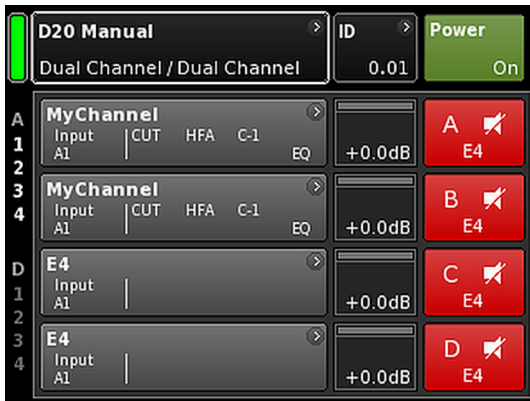 D20 Manual
Dual Channel / Dual Channel
ID
0.01
Power
On
A
1
2
3
4
D
1
2
3
4
MyChannel
Input
A1
CUT HFA C-1
EQ
+0.0dB
A
E4
MyChannel
Input
A1
CUT HFA C-1
EQ
+0.0dB
B
E4
E4
Input
A1
+0.0dB
C
E4
E4
Input
A1
+0.0dB
D
E4